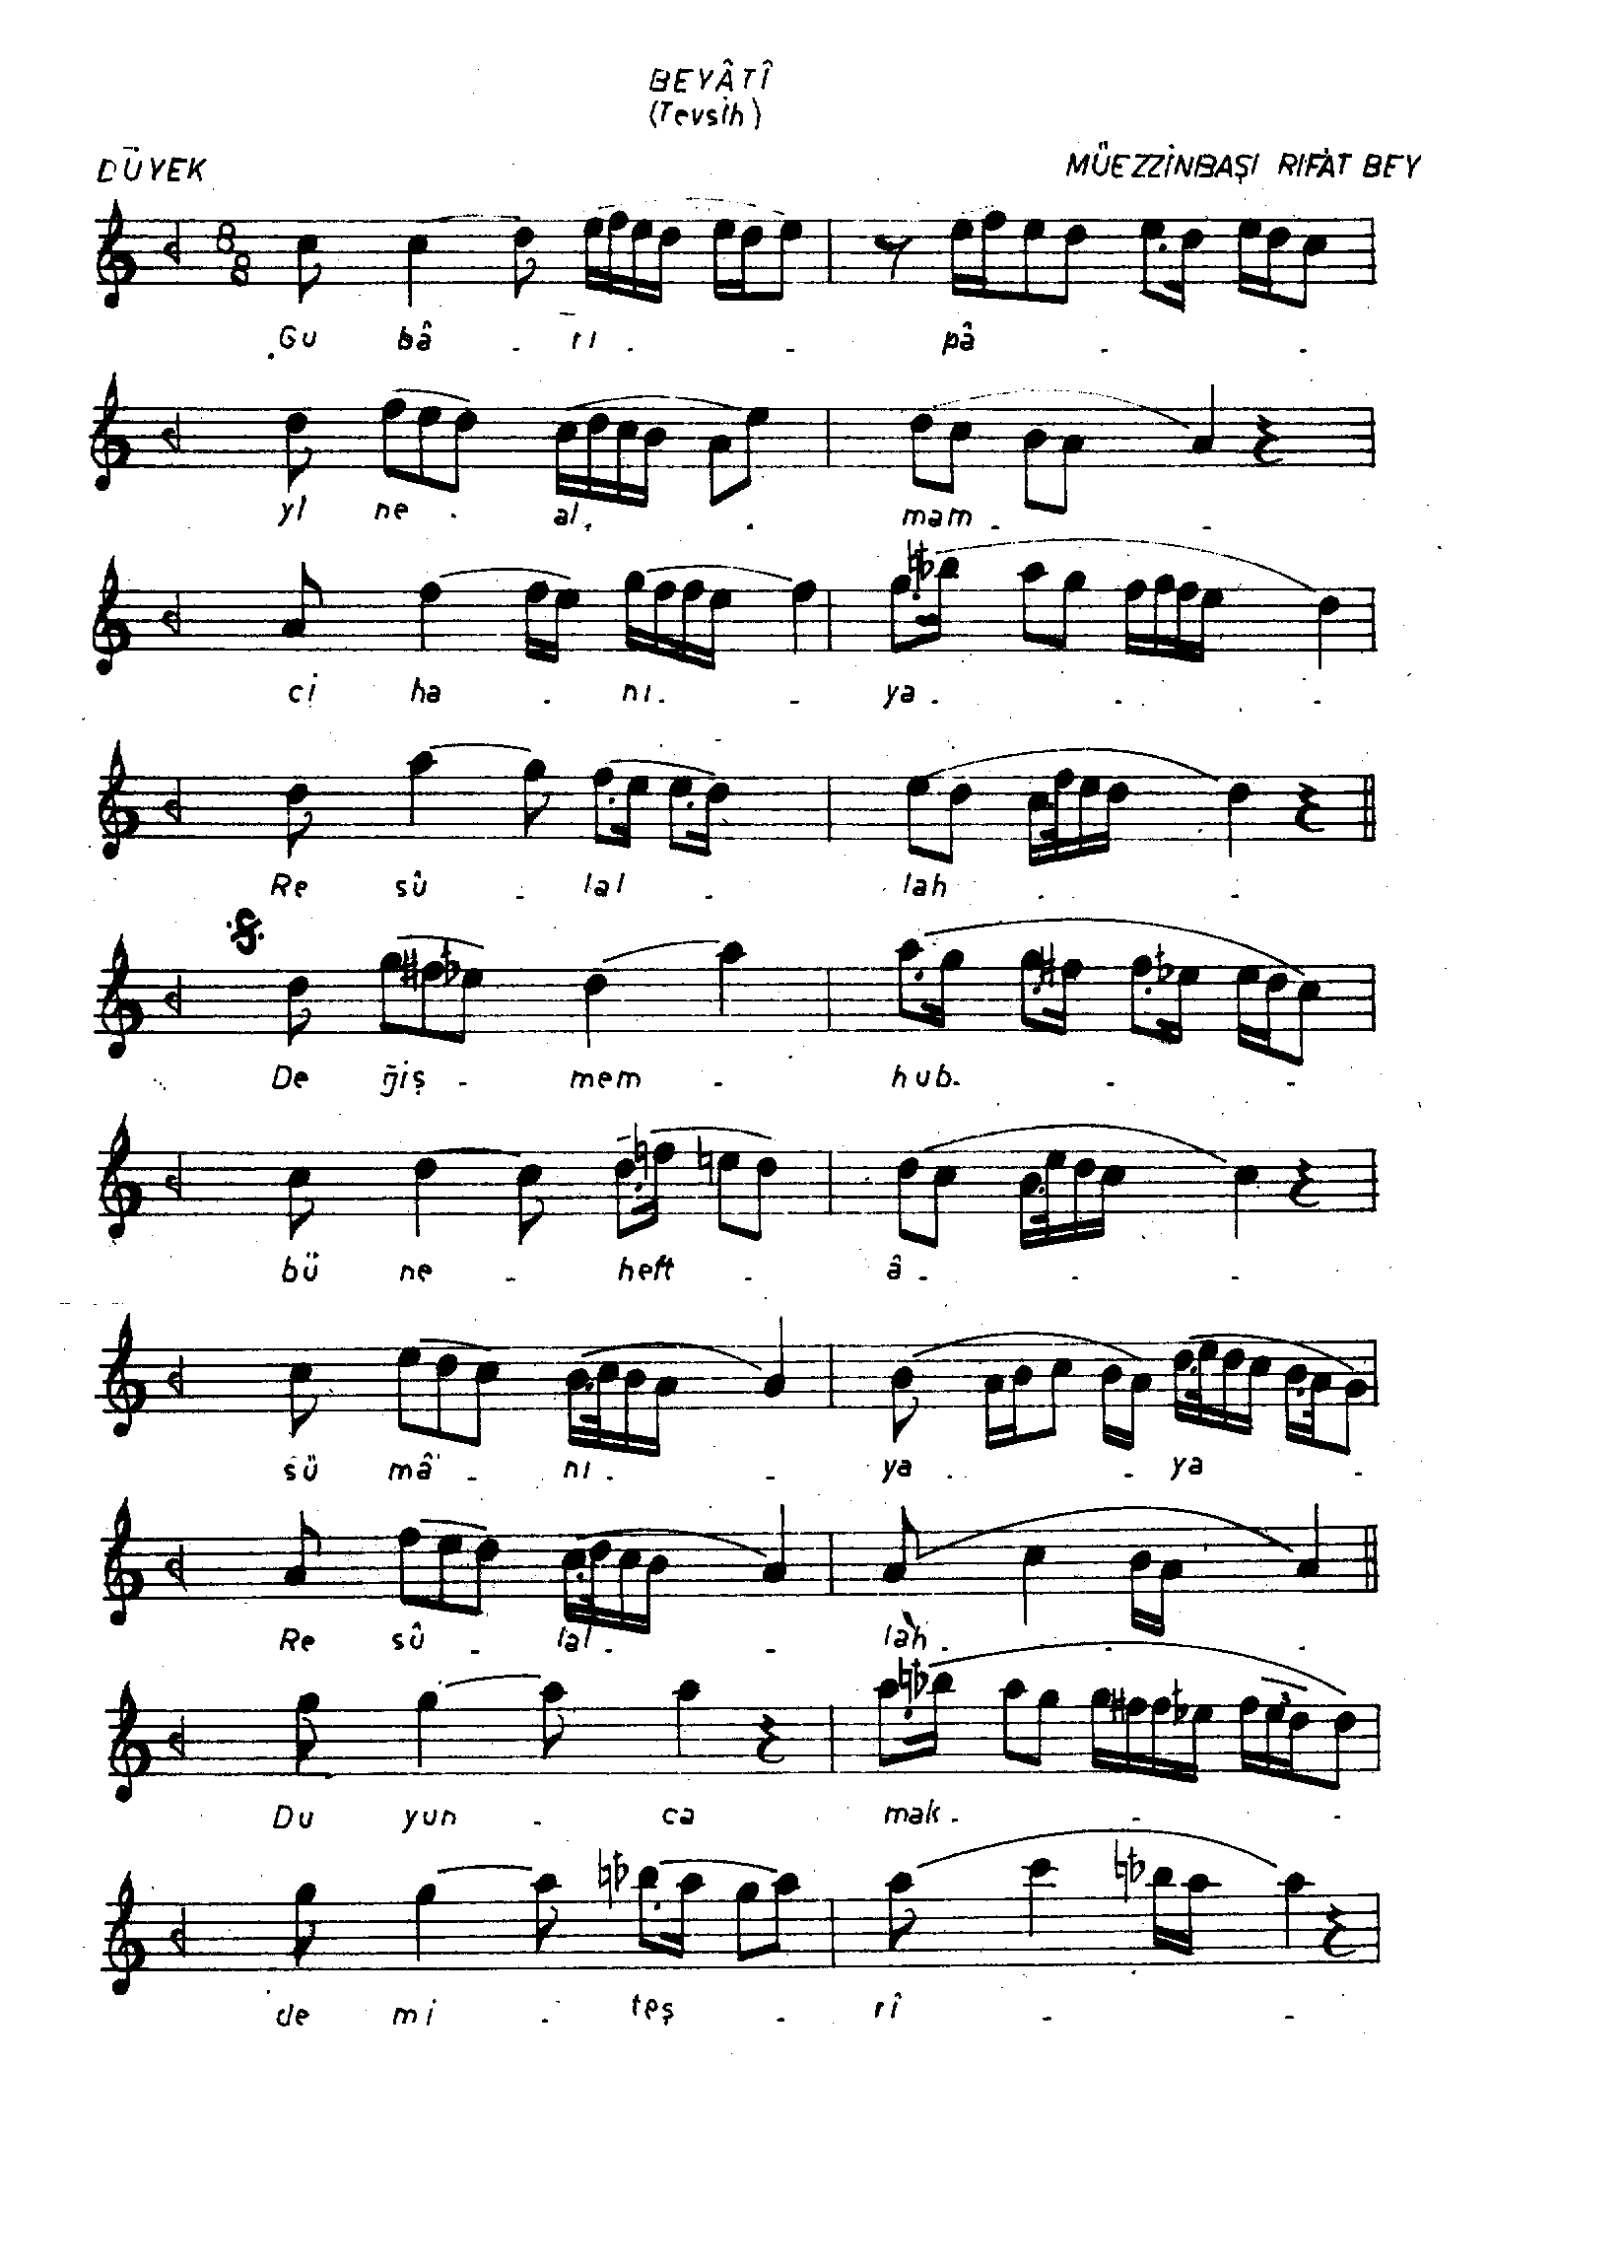 BEYÂTÎ
(Tevsih)
DÜYEK
MÜEZZİNBAŞI RIFAT BEY
8
8
Gu bâ - rı - - pâ - -
yı ne - al - - mam - -
ci ha - nı - - ya - - -
Re sû - lal - lah - -
De ğiş - mem - hub - - -
bü ne - heft - â - - -
sü mâ - nı - - ya - - ya -
Re sû - lal - - lah - - -
3
Du yun - ca mak - - -
de mi - teş - rî - -